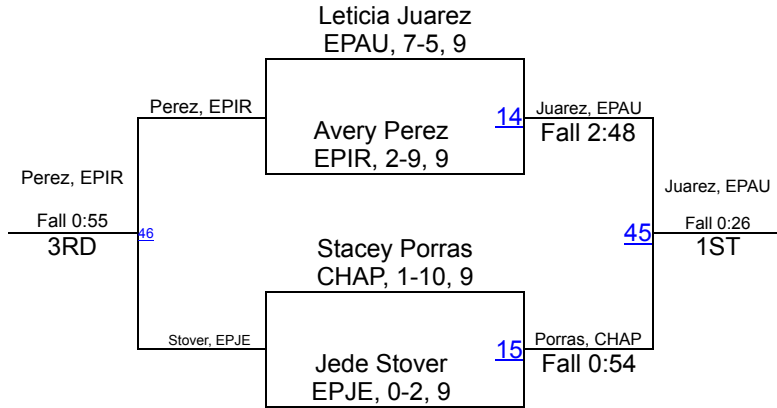 Leticia Juarez
EPAU, 7-5, 9
Perez, EPIR
14
Juarez, EPAU
Avery Perez
Fall 2:48
EPIR, 2-9, 9
Perez, EPIR
Juarez, EPAU
Fall 0:55
46
45
Fall 0:26
3RD
1ST
Stacey Porras
CHAP, 1-10, 9
Stover, EPJE
15
Porras, CHAP
Jede Stover
Fall 0:54
EPJE, 0-2, 9